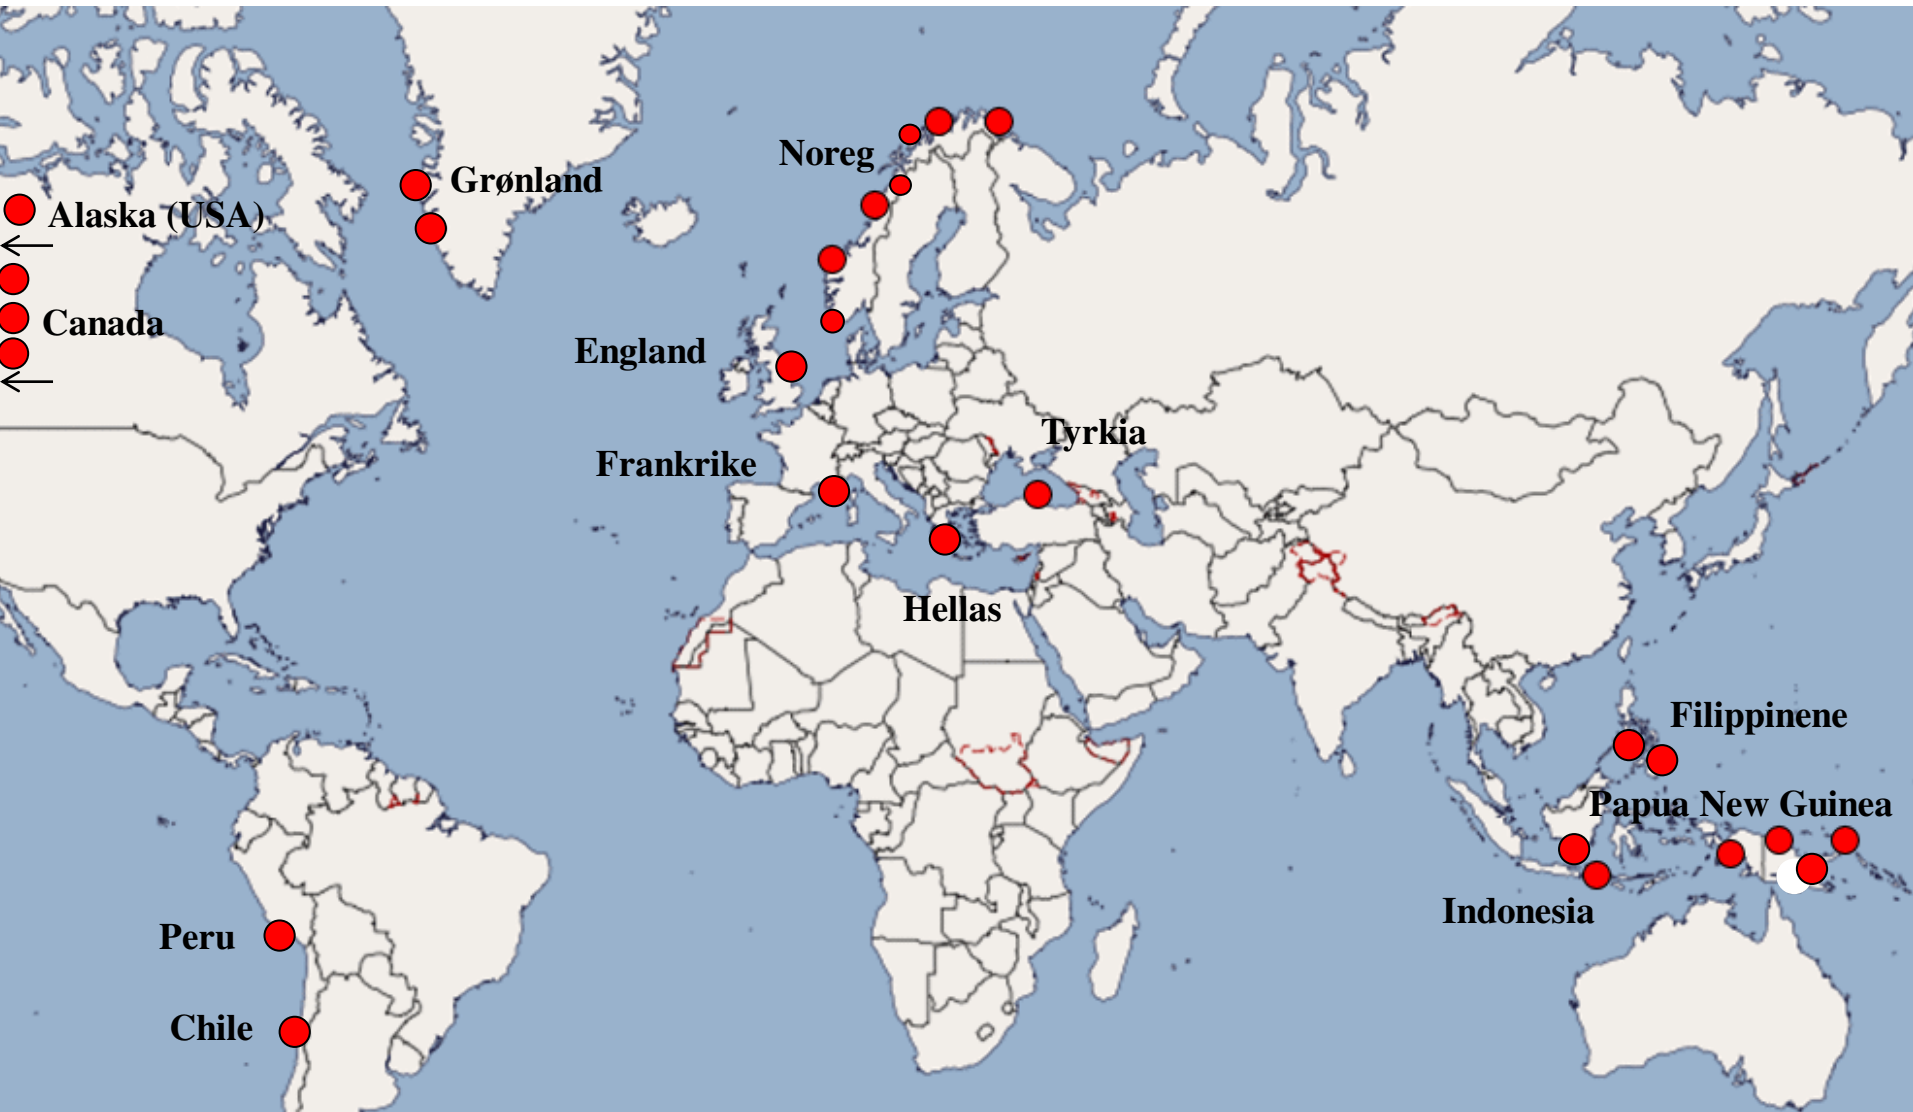 Noreg
Grønland
Alaska (USA)
Canada
England
Tyrkia
Frankrike
Hellas
Filippinene
Papua New Guinea
Indonesia
Peru
Chile